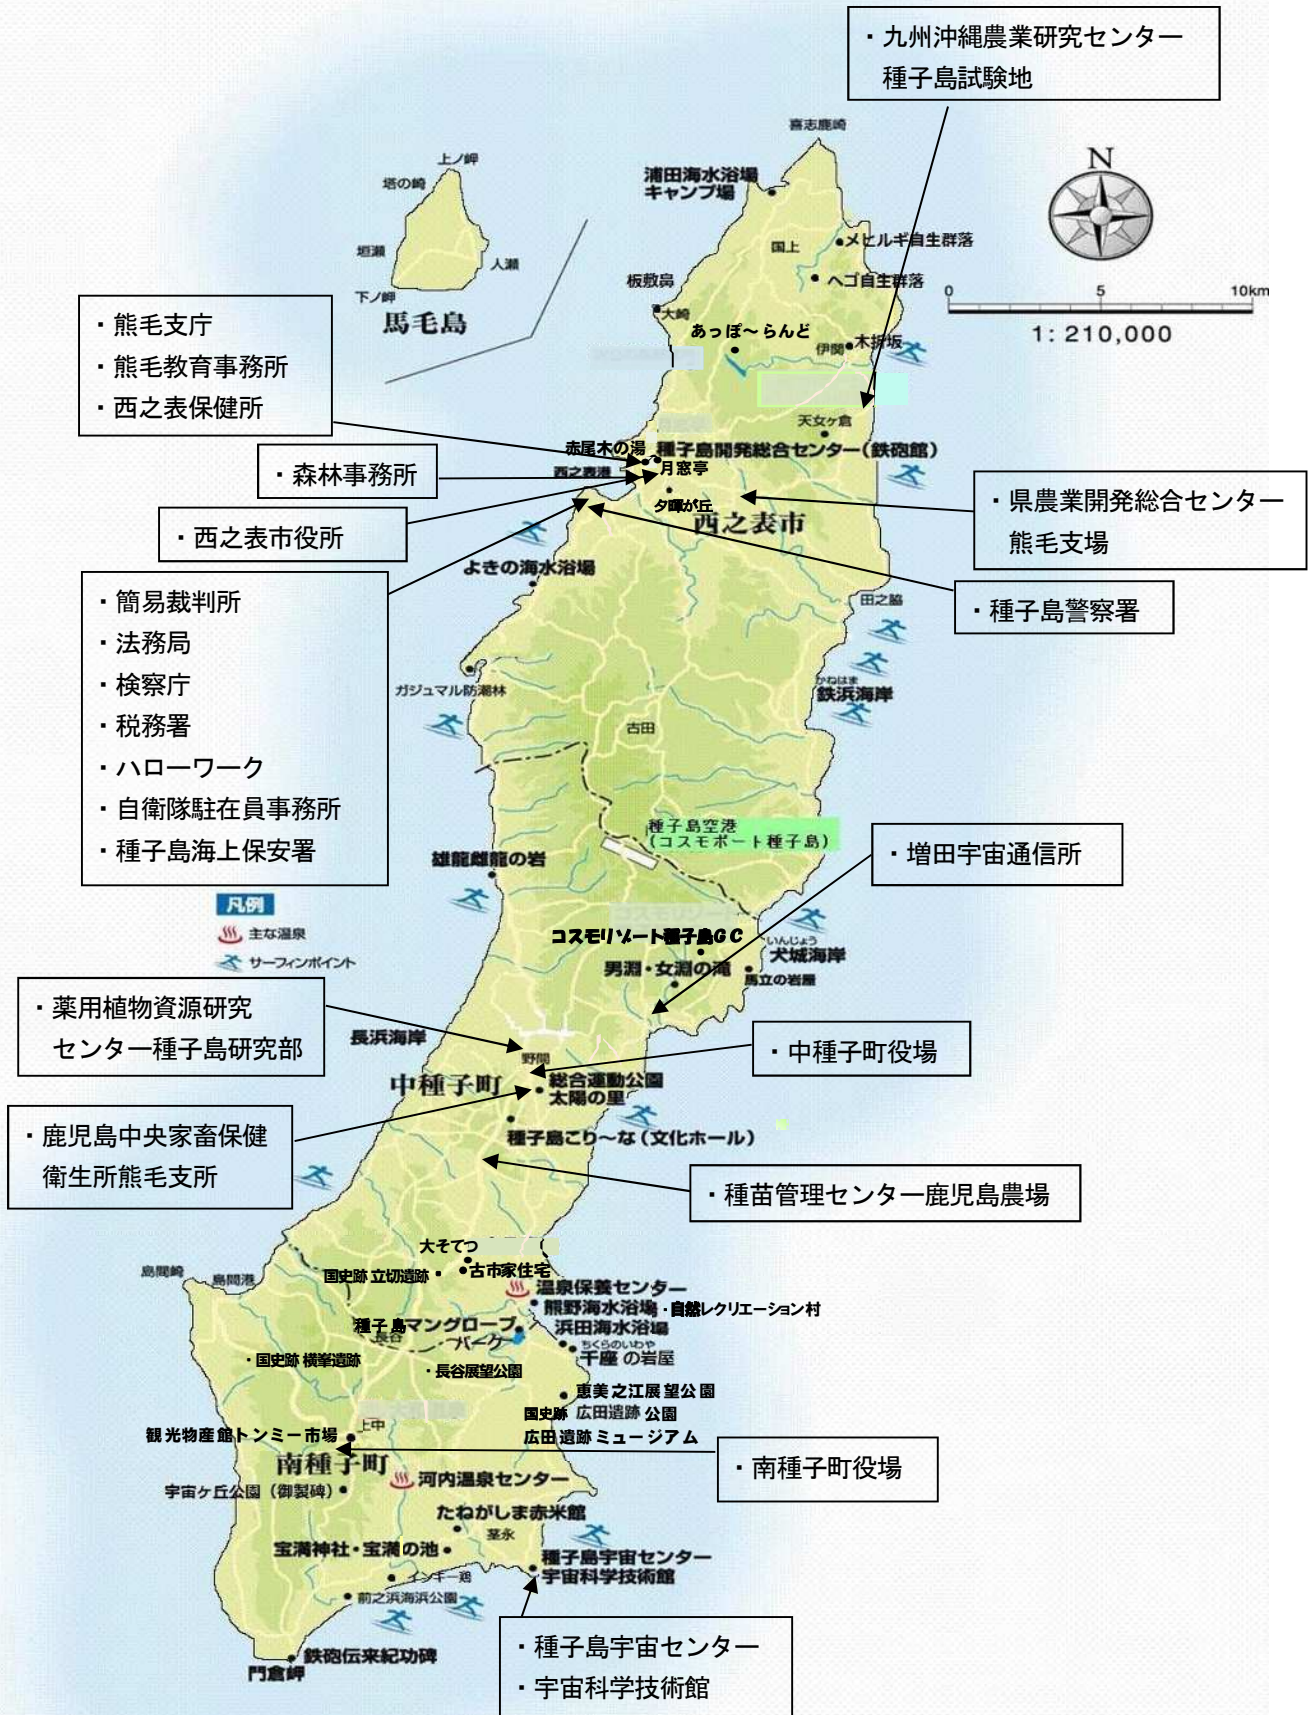 ・九州沖縄農業研究センター
種子島試験地
喜志鹿崎
上ノ岬
塔の崎
垣瀬
人瀬
下ノ岬
馬毛島
N
0 5 10km
1：210,000
浦田海水浴場
キャンプ場
国上
メヒルギ自生群落
ヘゴ自生群落
板敷鼻
大崎
あっぽ～らんど
伊関
木折坂
・熊毛支庁
・熊毛教育事務所
・西之表保健所
天女ヶ倉
赤尾木の湯
種子島開発総合センター（鉄砲館）
・森林事務所
西之表港
月窓亭
夕暉が丘
西之表市
・県農業開発総合センター
熊毛支場
・西之表市役所
よきの海水浴場
・簡易裁判所
・法務局
・検察庁
・税務署
・ハローワーク
・自衛隊駐在員事務所
・種子島海上保安署
田之脇
・種子島警察署
ガジュマル防潮林
かねはま
鉄浜海岸
古田
種子島空港
(コスモポート種子島)
雄龍雌龍の岩
・増田宇宙通信所
凡例
主な温泉
サーフィンポイント
コスモリゾート種子島GC
いんじょう
犬城海岸
男淵・女淵の滝
馬立の岩屋
・薬用植物資源研究
センター種子島研究部
長浜海岸
野間
・中種子町役場
中種子町
総合運動公園
太陽の里
種子島こり～な（文化ホール）
・鹿児島中央家畜保健
衛生所熊毛支所
・種苗管理センター鹿児島農場
大そてつ
島間崎
島間港
国史跡 立切遺跡
古市家住宅
温泉保養センター
熊野海水浴場・自然レクリエーション村
種子島マングローブ
パーク
長谷
浜田海水浴場
ちくらのいわや
千座の岩屋
・国史跡 横峯遺跡
・長谷展望公園
恵美之江展望公園
国史跡 広田遺跡公園
広田遺跡ミュージアム
上中
観光物産館トンミー市場
南種子町
・南種子町役場
河内温泉センター
宇宙ヶ丘公園（御製碑）
たねがしま赤米館
茎永
宝満神社・宝満の池
種子島宇宙センター
宇宙科学技術館
インギー鶏
前之浜海浜公園
鉄砲伝来紀功碑
門倉岬
・種子島宇宙センター
・宇宙科学技術館